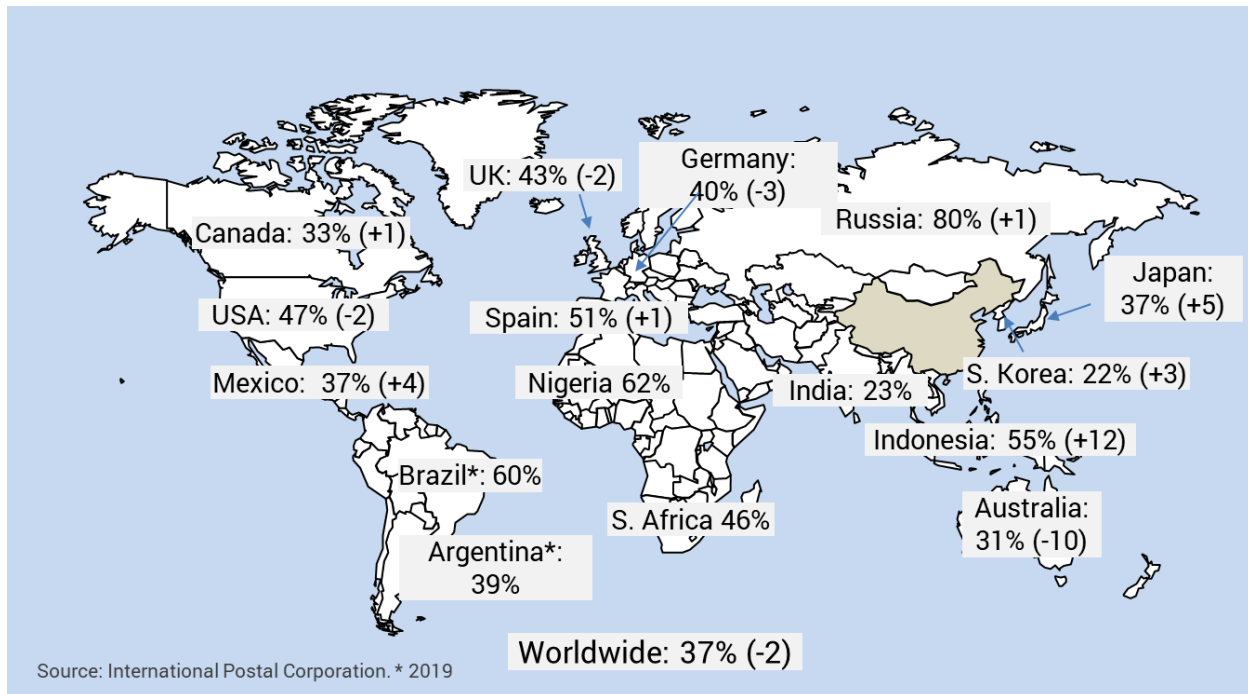 Germany:
40% (-3)
UK: 43% (-2)
Russia: 80% (+1)
Canada: 33% (+1)
Japan:
37% (+5)
USA: 47% (-2)
Spain: 51% (+1)
Mexico: 37% (+4)
Nigeria 62%
India: 23%
S. Korea: 22% (+3)
Indonesia: 55% (+12)
Brazil*: 60%
S. Africa 46%
Australia:
31% (-10)
Argentina*:
39%
Worldwide: 37% (-2)
Source: International Postal Corporation. * 2019